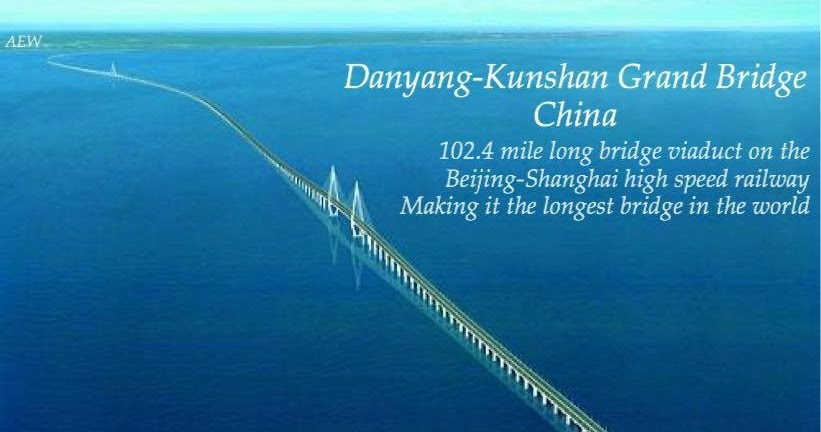 AEW
Danyang-Kunshan Grand Bridge
China
102.4 mile long bridge viaduct on the
Beijing-Shanghai high speed railway
Making it the longest bridge in the world